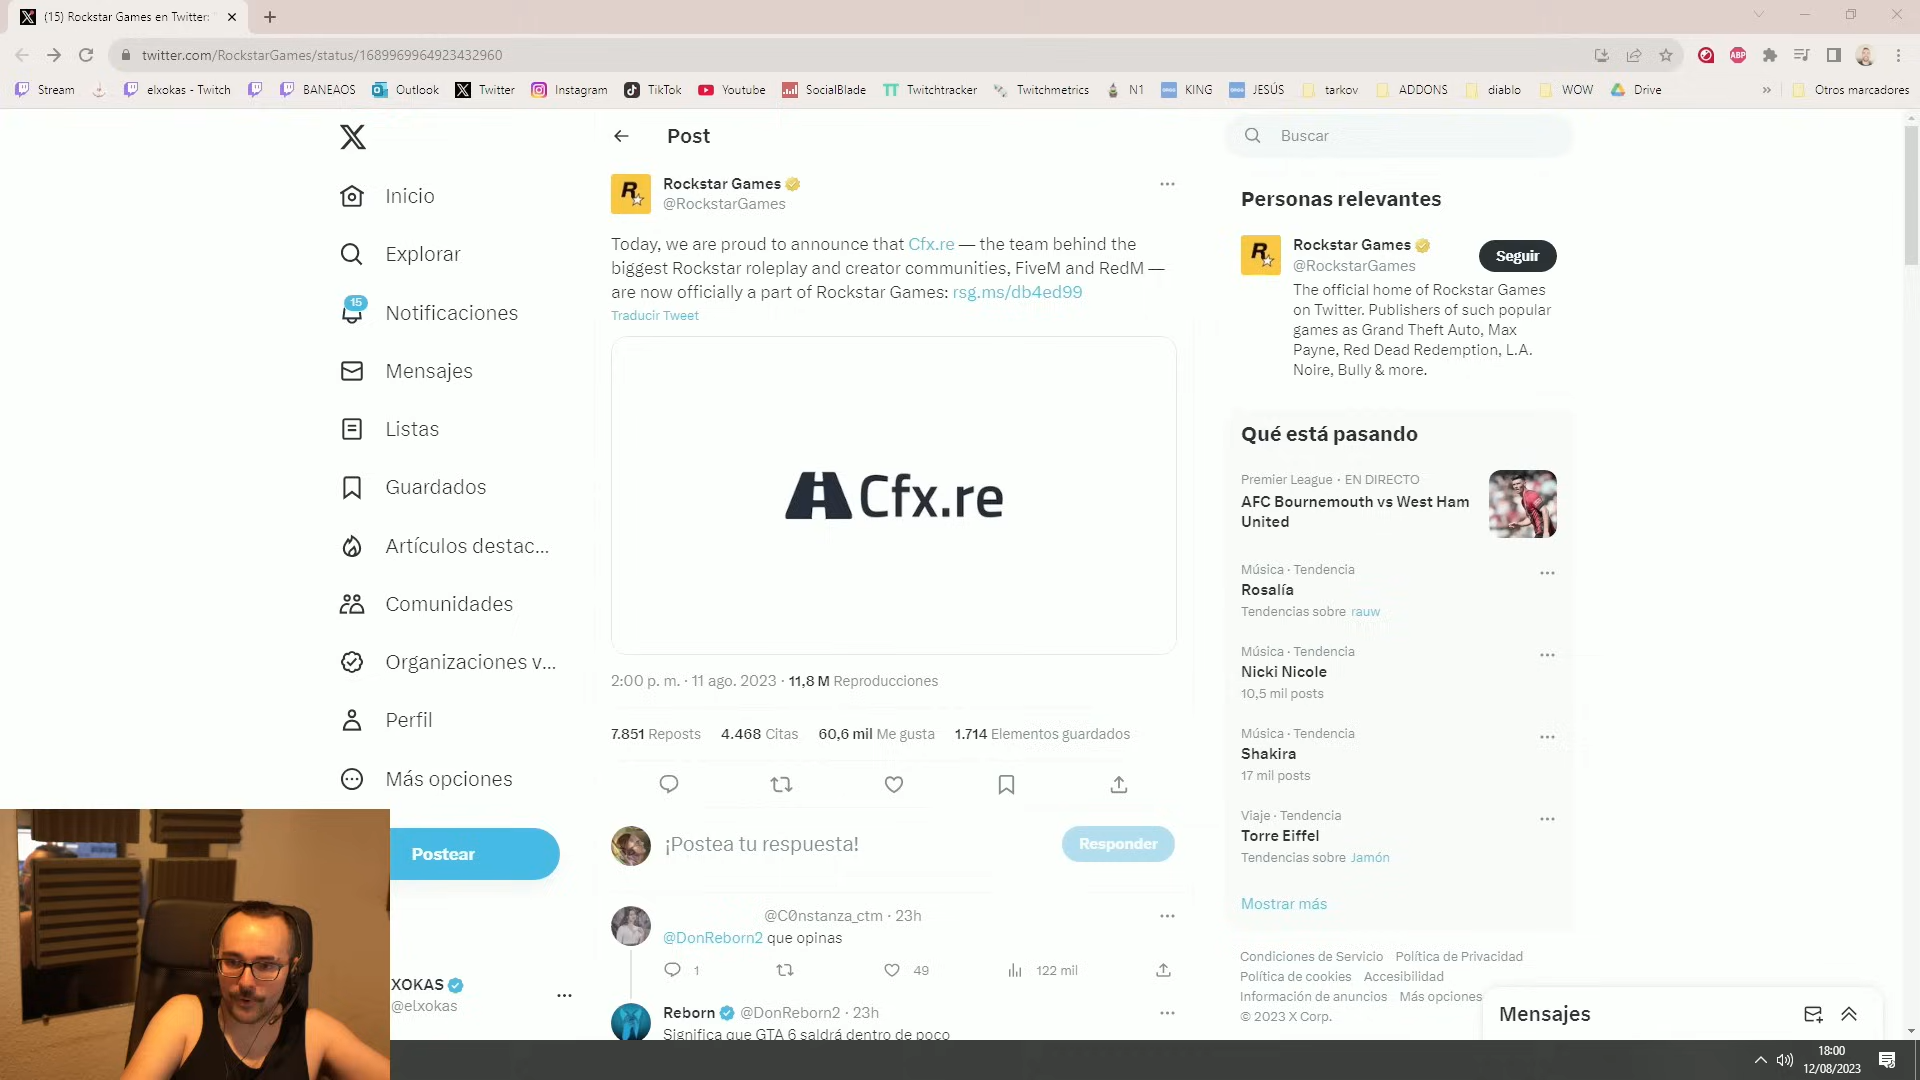 (15) Rockstar Games en Twitter:
twitter.com/RockstarGames/status/1689969964923432960
ABP
Stream
elxokas - Twitch
BANEAOS
Outlook
Twitter
Instagram
TikTok
Youtube
SocialBlade
Twitchtracker
Twitchmetrics
N1
KING
JESÚS
tarkov
ADDONS
diablo
WOW
Drive
Otros marcadores
Inicio
Explorar
15
Notificaciones
Mensajes
Listas
Guardados
Artículos destac...
Comunidades
Organizaciones v...
Perfil
Más opciones
Postear
XOKAS
@elxokas
Post
Rockstar Games
@RockstarGames
Today, we are proud to announce that Cfx.re — the team behind the
biggest Rockstar roleplay and creator communities, FiveM and RedM —
are now officially a part of Rockstar Games: rsg.ms/db4ed99
Traducir Tweet
Cfx.re
2:00 p. m. · 11 ago. 2023 · 11,8 M Reproducciones
7.851 Reposts 4.468 Citas 60,6 mil Me gusta 1.714 Elementos guardados
¡Postea tu respuesta!
Responder
@C0nstanza_ctm · 23h
@DonReborn2 que opinas
1
49
122 mil
Reborn @DonReborn2 · 23h
Significa que GTA 6 saldrá dentro de poco
Buscar
Personas relevantes
Rockstar Games
@RockstarGames
Seguir
The official home of Rockstar Games
on Twitter. Publishers of such popular
games as Grand Theft Auto, Max
Payne, Red Dead Redemption, L.A.
Noire, Bully & more.
Qué está pasando
Premier League · EN DIRECTO
AFC Bournemouth vs West Ham
United
Música · Tendencia
Rosalía
Tendencias sobre rauw
Música · Tendencia
Nicki Nicole
10,5 mil posts
Música · Tendencia
Shakira
17 mil posts
Viaje · Tendencia
Torre Eiffel
Tendencias sobre Jamón
Mostrar más
Condiciones de Servicio Política de Privacidad
Política de cookies Accesibilidad
Información de anuncios Más opciones
© 2023 X Corp.
Mensajes
18:00
12/08/2023